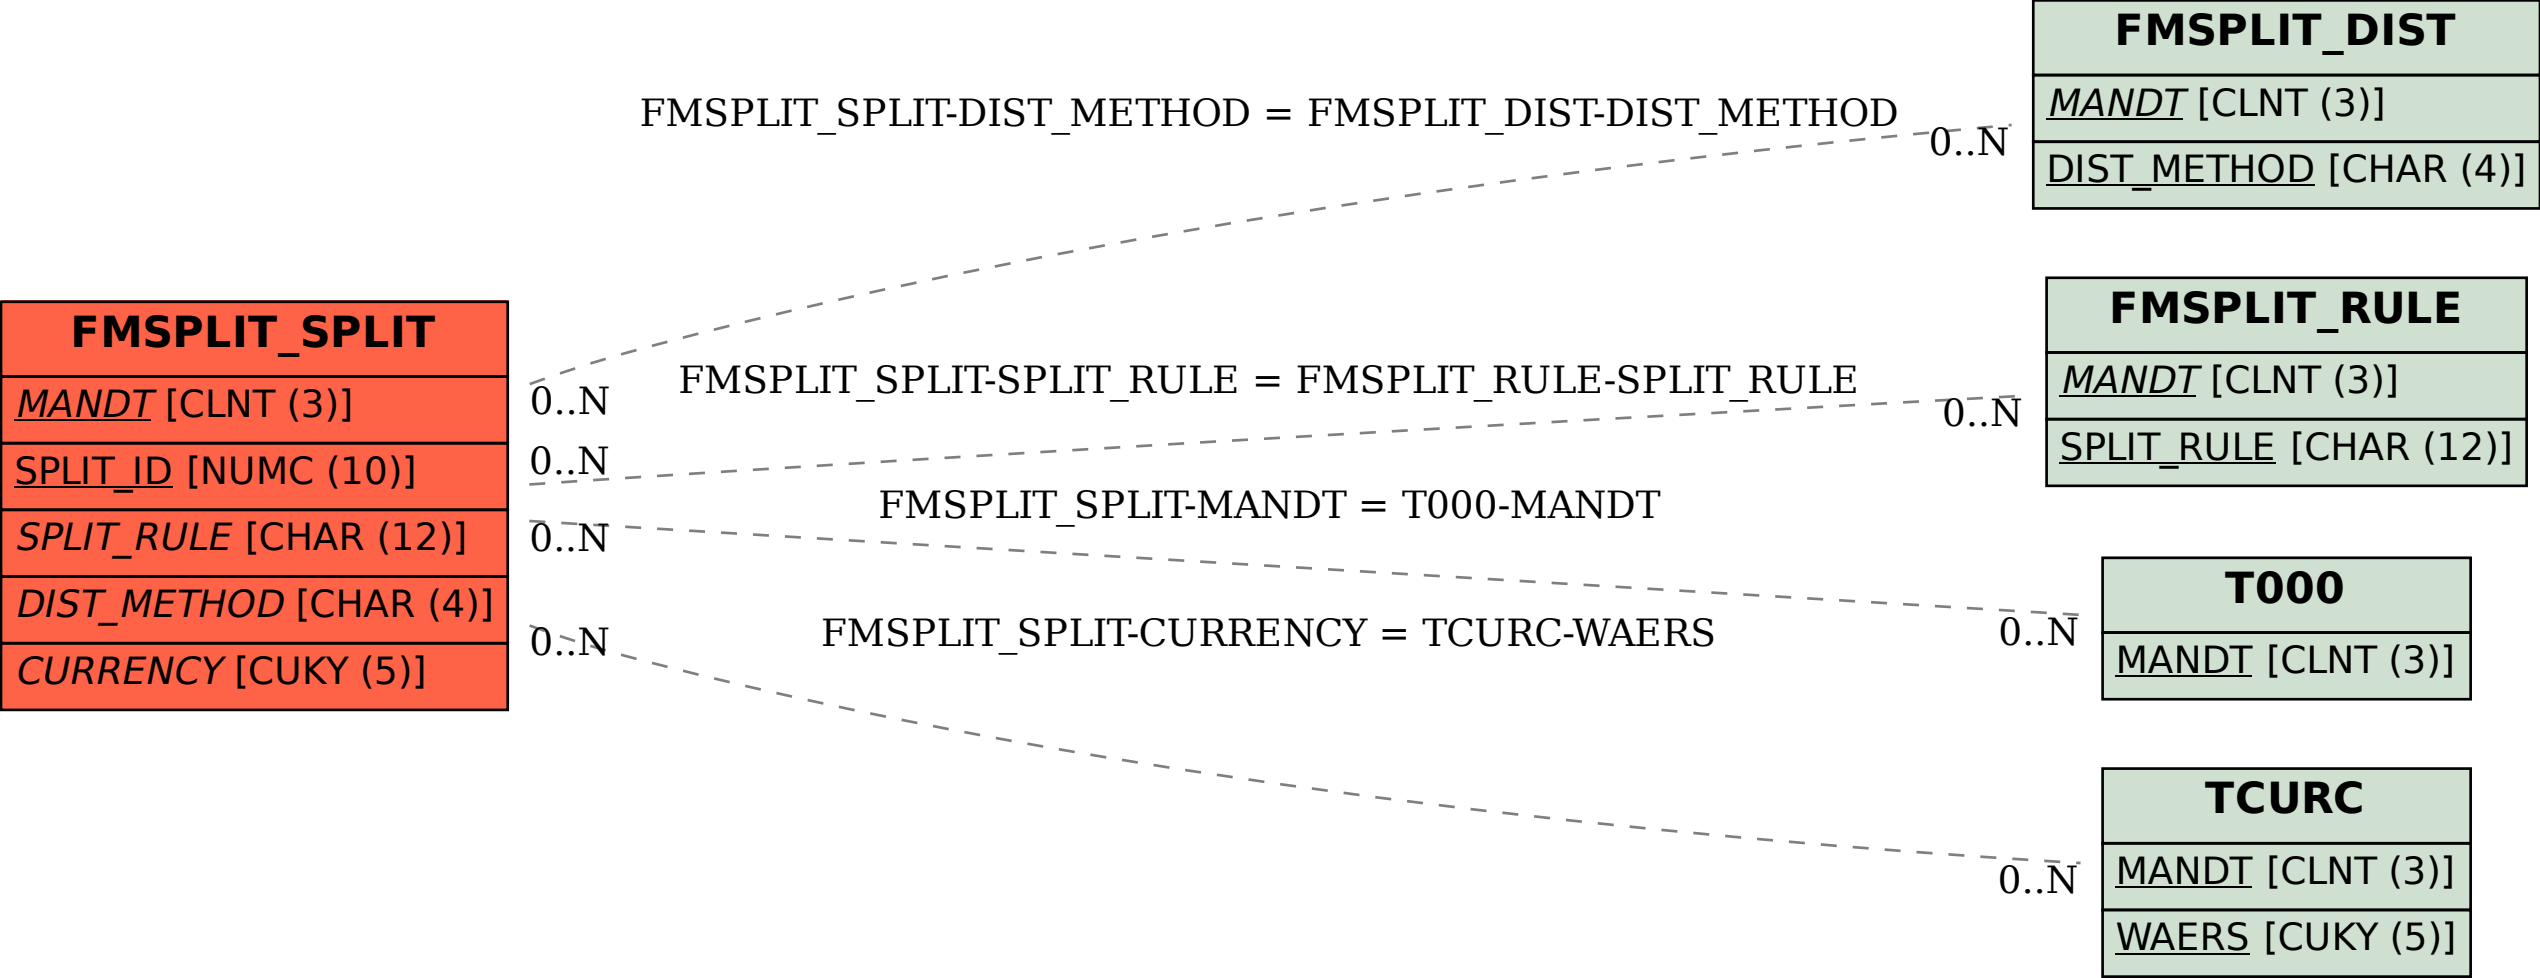 FMSPLIT_DIST
MANDT [CLNT (3)]
DIST_METHOD [CHAR (4)]
FMSPLIT_SPLIT-DIST_METHOD = FMSPLIT_DIST-DIST_METHOD
0..N
0..N
FMSPLIT_SPLIT
MANDT [CLNT (3)]
SPLIT_ID [NUMC (10)]
SPLIT_RULE [CHAR (12)]
DIST_METHOD [CHAR (4)]
CURRENCY [CUKY (5)]
FMSPLIT_SPLIT-SPLIT_RULE = FMSPLIT_RULE-SPLIT_RULE
0..N
0..N
FMSPLIT_RULE
MANDT [CLNT (3)]
SPLIT_RULE [CHAR (12)]
FMSPLIT_SPLIT-MANDT = T000-MANDT
0..N
0..N
T000
MANDT [CLNT (3)]
FMSPLIT_SPLIT-CURRENCY = TCURC-WAERS
0..N
0..N
TCURC
MANDT [CLNT (3)]
WAERS [CUKY (5)]